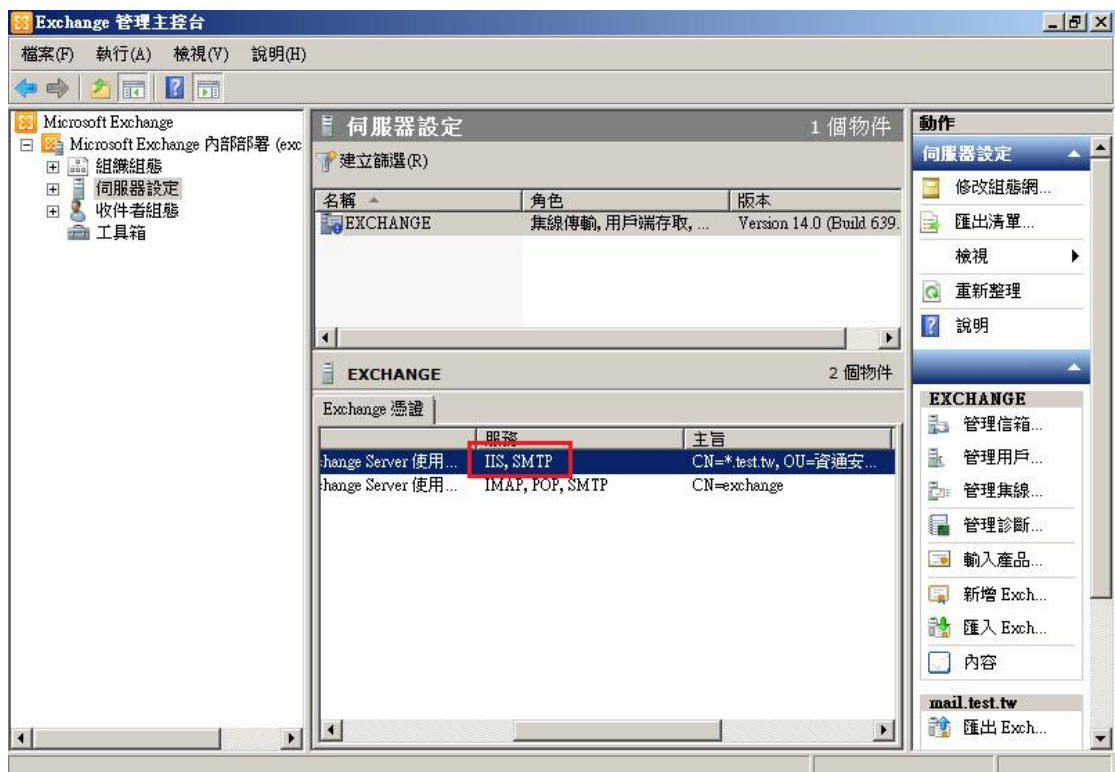 Exchange 管理主控台
檔案(F) 執行(A) 檢視(V) 說明(H)
Microsoft Exchange
Microsoft Exchange 內部部署 (exc
組織組態
伺服器設定
收件者組態
工具箱
伺服器設定 1 個物件
建立篩選(R)
名稱 角色 版本
EXCHANGE 集線傳輸, 用戶端存取, ... Version 14.0 (Build 639.
EXCHANGE 2 個物件
Exchange 憑證
服務 主旨
change Server 使用... IIS, SMTP CN=*.test.tw, OU=資通安...
change Server 使用... IMAP, POP, SMTP CN=exchange
動作
伺服器設定
修改組態網...
匯出清單...
檢視
重新整理
說明
EXCHANGE
管理信箱...
管理用戶...
管理集線...
管理診斷...
輸入產品...
新增 Exch...
匯入 Exch...
內容
mail.test.tw
匯出 Exch...